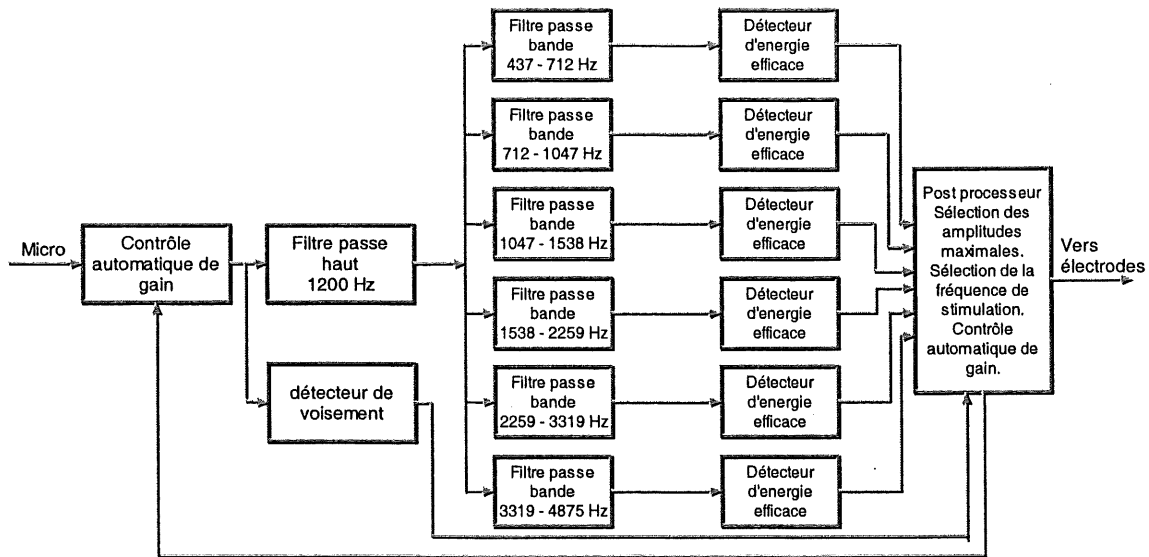 Micro
Contrôle
automatique de
gain
Filtre passe
haut
1200 Hz
détecteur de
voisement
Filtre passe
bande
437 - 712 Hz
Filtre passe
bande
712 - 1047 Hz
Filtre passe
bande
1047 - 1538 Hz
Filtre passe
bande
1538 - 2259 Hz
Filtre passe
bande
2259 - 3319 Hz
Filtre passe
bande
3319 - 4875 Hz
Détecteur
d'energie
efficace
Détecteur
d'energie
efficace
Détecteur
d'energie
efficace
Détecteur
d'energie
efficace
Détecteur
d'energie
efficace
Détecteur
d'energie
efficace
Post processeur
Sélection des
amplitudes
maximales.
Sélection de la
fréquence de
stimulation.
Contrôle
automatique de
gain.
Vers
électrodes